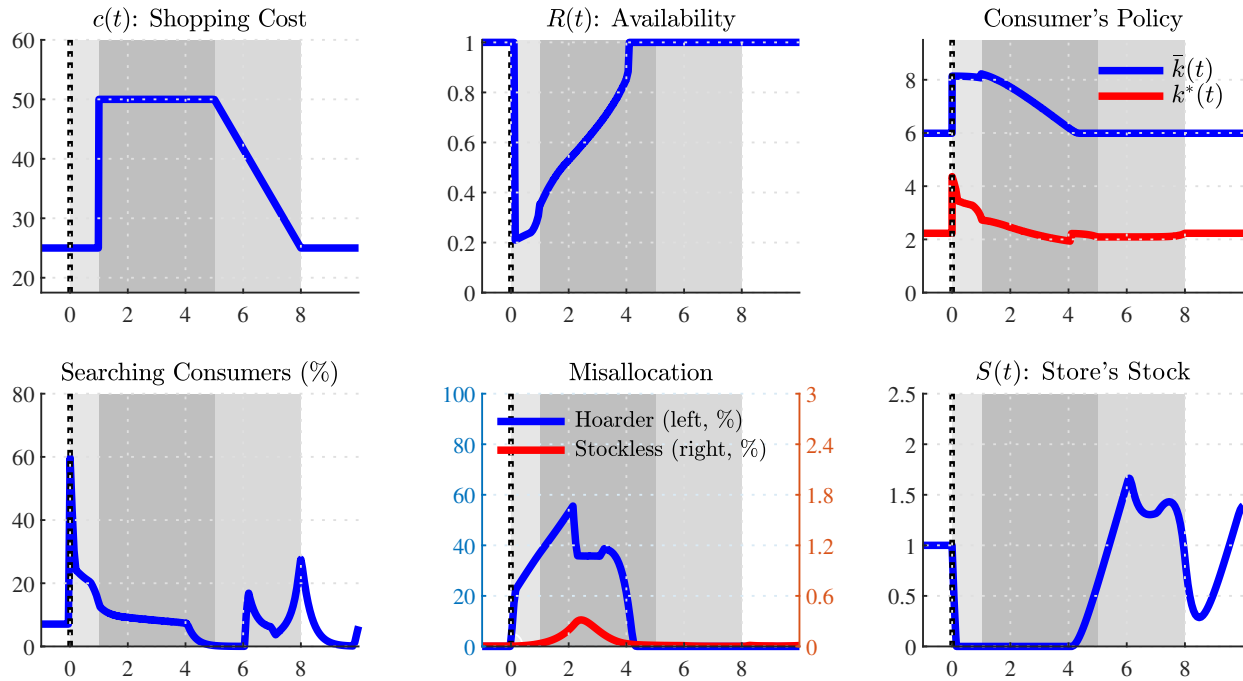 c(t): Shopping Cost
60
50
40
30
20
0 2 4 6 8
R(t): Availability
1
0.8
0.6
0.4
0.2
0
0 2 4 6 8
Consumer's Policy
8
6
4
2
0
k̄(t)
k*(t)
0 2 4 6 8
Searching Consumers (%)
80
60
40
20
0
0 2 4 6 8
Misallocation
100
80
60
40
20
0
Hoarder (left, %)
Stockless (right, %)
3
2.4
1.8
1.2
0.6
0
0 2 4 6 8
S(t): Store's Stock
2.5
2
1.5
1
0.5
0
0 2 4 6 8